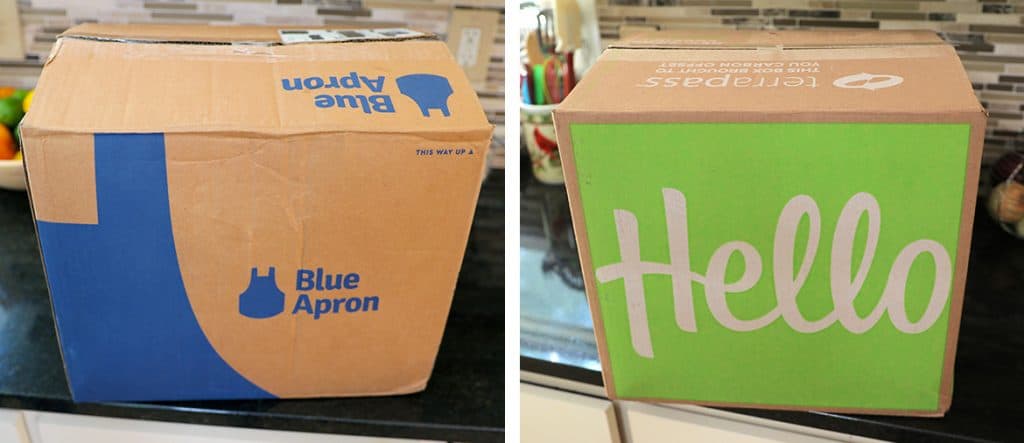 Blue
Apron
THIS WAY UP
Blue
Apron
terrapass
THIS BOX BROUGHT TO
YOU CARBON OFFSET
Hello